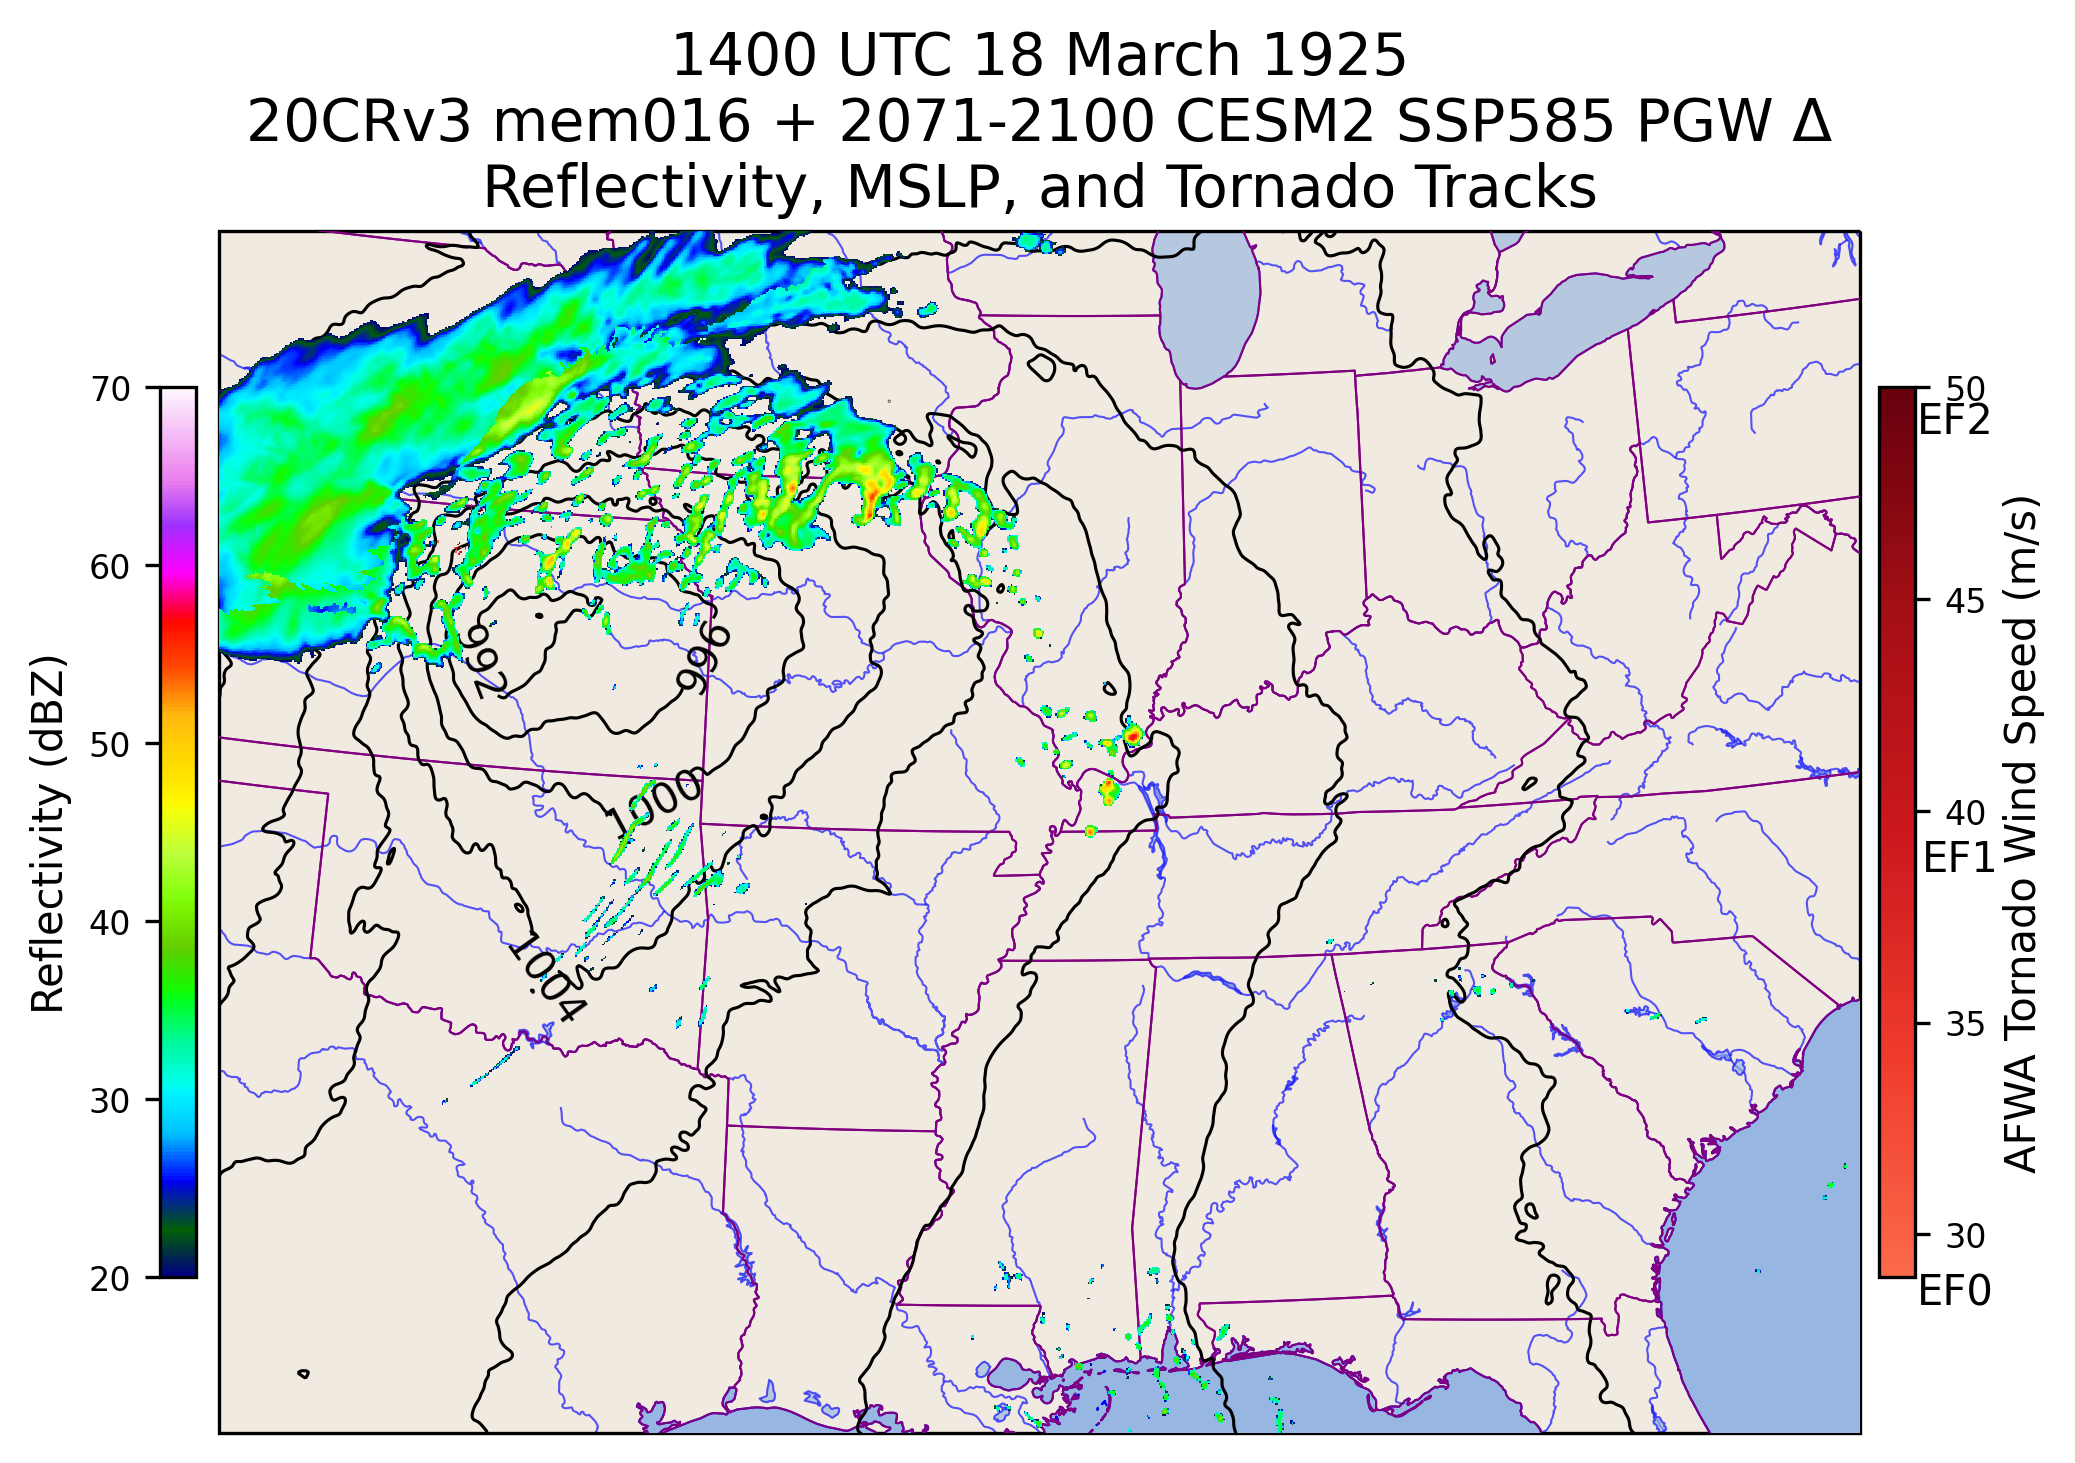 1400 UTC 18 March 1925
20CRv3 mem016 + 2071-2100 CESM2 SSP585 PGW Δ
Reflectivity, MSLP, and Tornado Tracks
70
60
50
40
30
20
Reflectivity (dBZ)
992
996
1000
1004
50
EF2
45
40
EF1
35
30
EF0
AFWA Tornado Wind Speed (m/s)